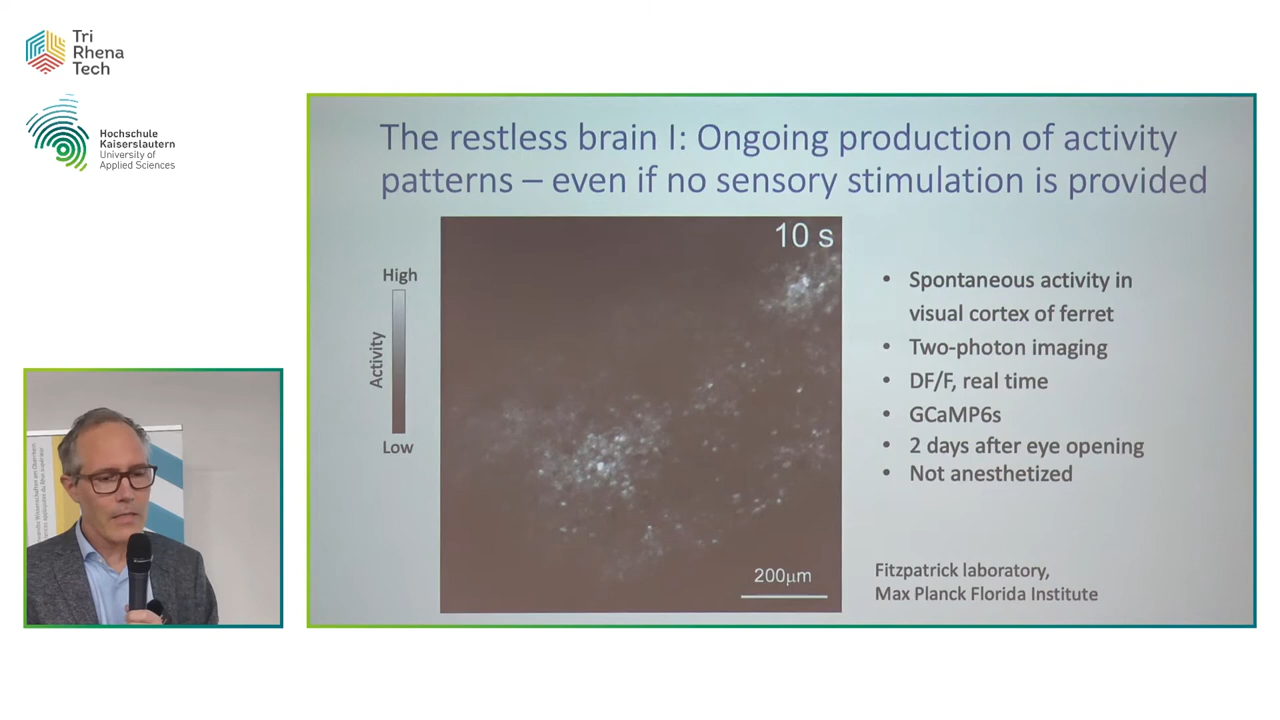 Tri
Rhena
Tech
Hochschule
Kaiserslautern
University of
Applied Sciences
The restless brain I: Ongoing production of activity
patterns – even if no sensory stimulation is provided
High
Activity
Low
10 s
200μm
• Spontaneous activity in
visual cortex of ferret
• Two-photon imaging
• DF/F, real time
• GCaMP6s
• 2 days after eye opening
• Not anesthetized
Fitzpatrick laboratory,
Max Planck Florida Institute